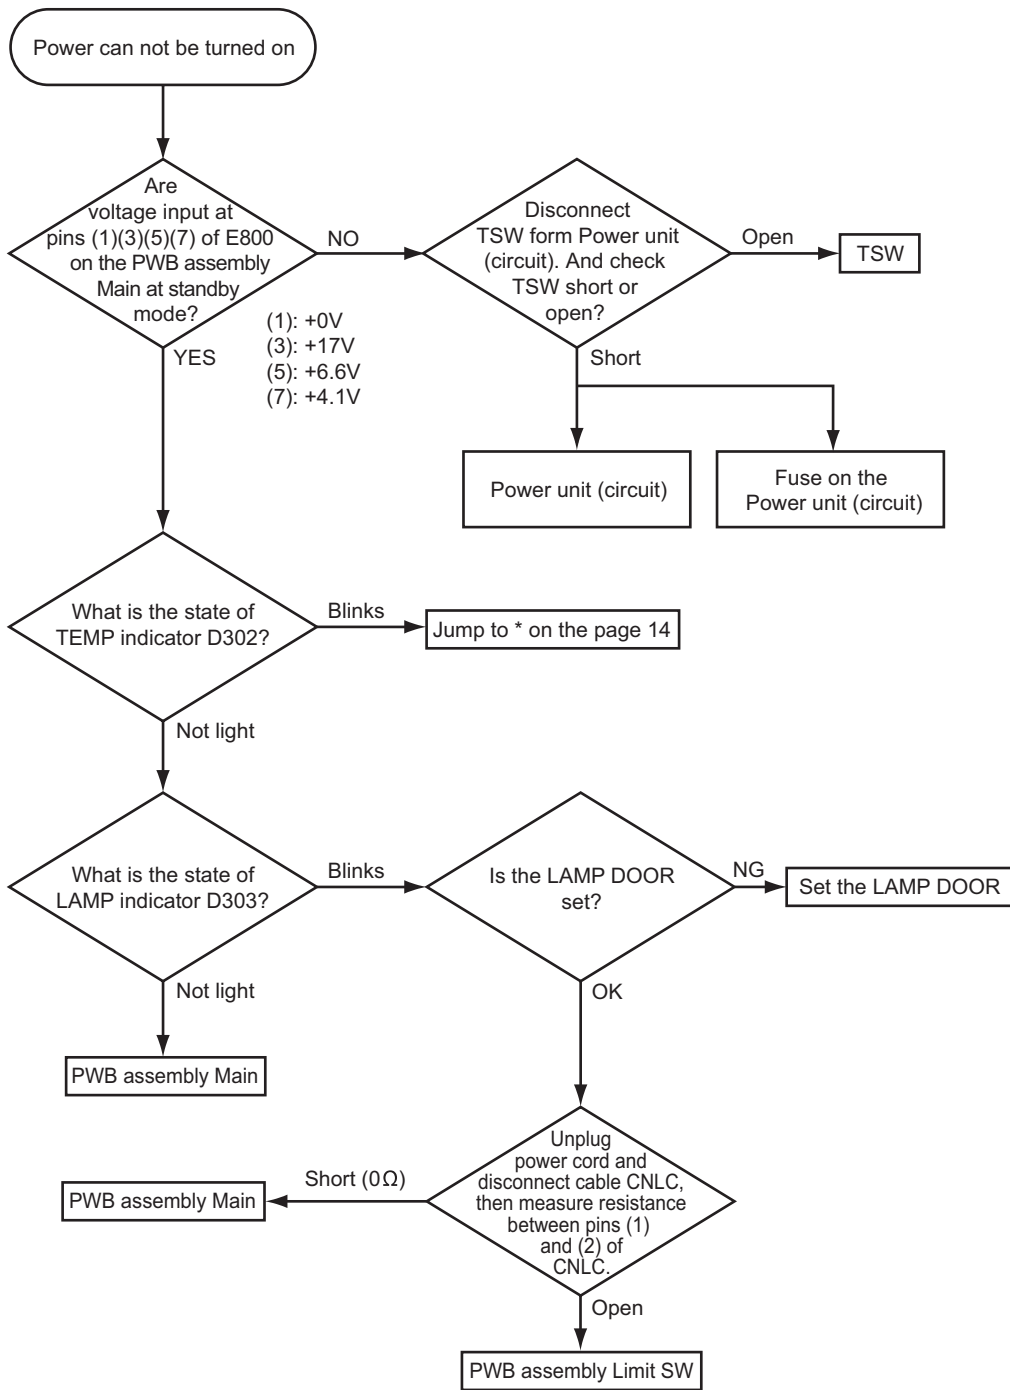 Power can not be turned on
Are
voltage input at
pins (1)(3)(5)(7) of E800
on the PWB assembly
Main at standby
mode?
NO
Disconnect
TSW form Power unit
(circuit). And check
TSW short or
open?
Open
TSW
(1): +0V
(3): +17V
(5): +6.6V
(7): +4.1V
YES
Short
Power unit (circuit)
Fuse on the
Power unit (circuit)
What is the state of
TEMP indicator D302?
Blinks
Jump to * on the page 14
Not light
What is the state of
LAMP indicator D303?
Blinks
Is the LAMP DOOR
set?
NG
Set the LAMP DOOR
Not light
OK
PWB assembly Main
Unplug
power cord and
disconnect cable CNLC,
then measure resistance
between pins (1)
and (2) of
CNLC.
Short (0Ω)
PWB assembly Main
Open
PWB assembly Limit SW